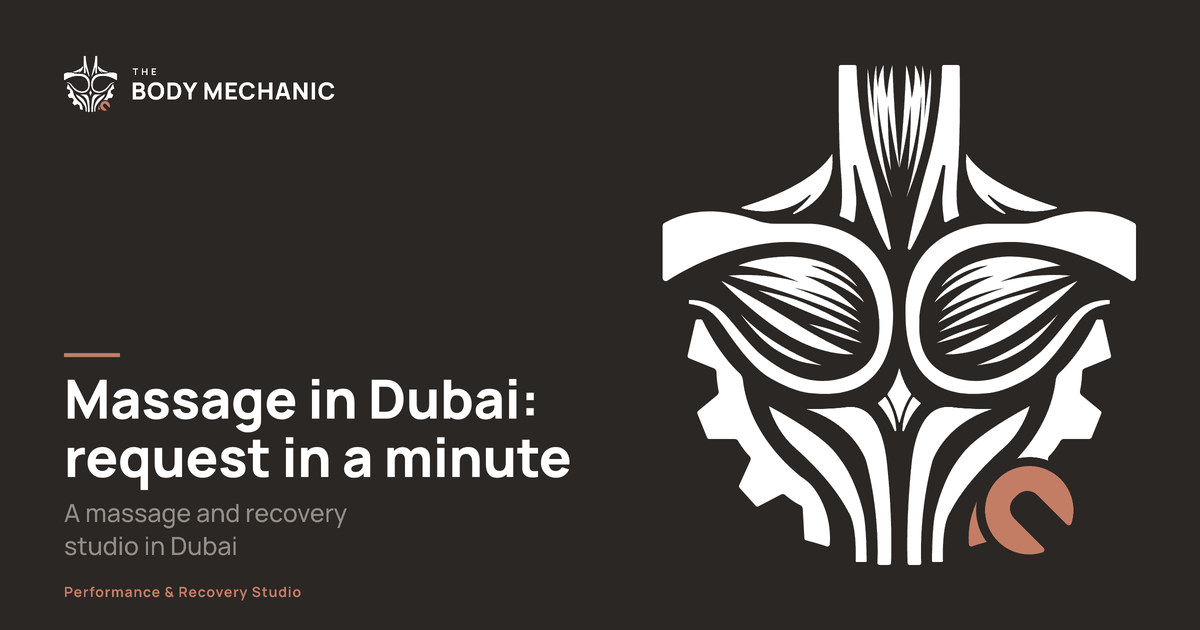 THE
BODY MECHANIC
Massage in Dubai:
request in a minute
A massage and recovery
studio in Dubai
Performance & Recovery Studio